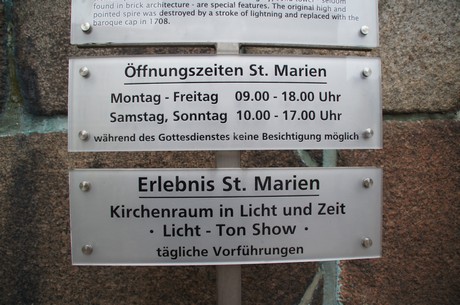 found in brick architecture - are special features. The original high and
pointed spire was destroyed by a stroke of lightning and replaced with the
baroque cap in 1708.
Öffnungszeiten St. Marien
Montag - Freitag 09.00 - 18.00 Uhr
Samstag, Sonntag 10.00 - 17.00 Uhr
während des Gottesdienstes keine Besichtigung möglich
Erlebnis St. Marien
Kirchenraum in Licht und Zeit
· Licht - Ton Show ·
tägliche Vorführungen